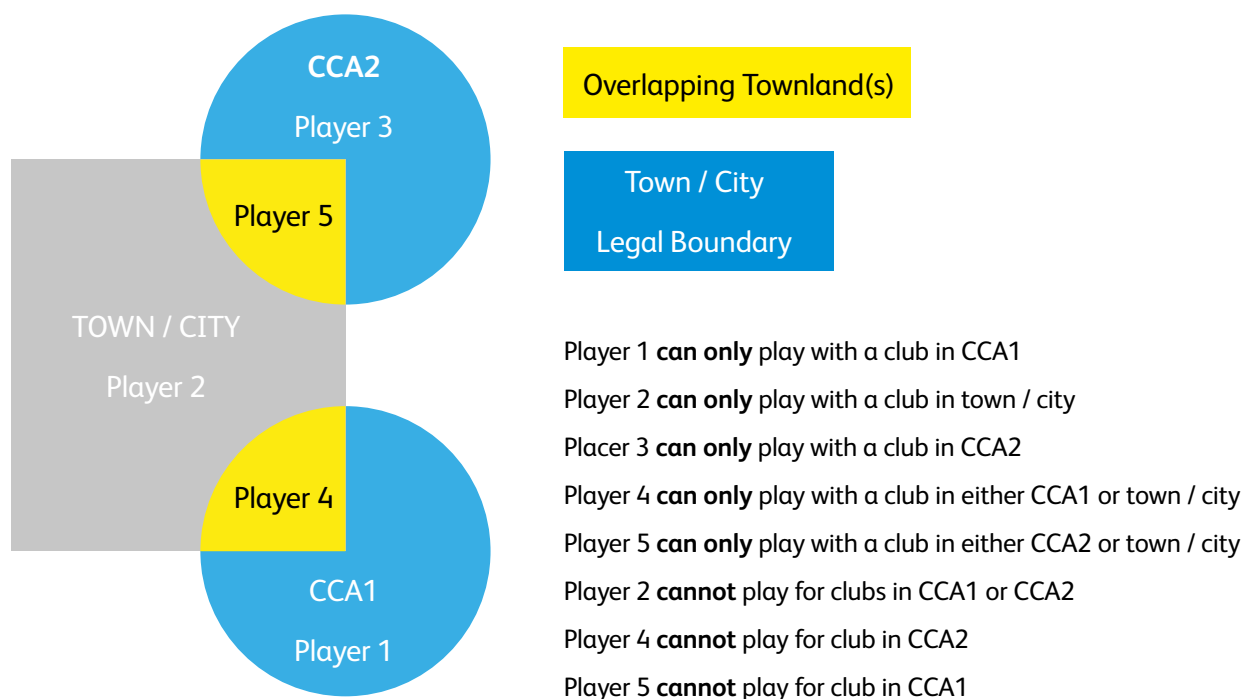 CCA2
Player 3
Player 5
TOWN / CITY
Player 2
Player 4
CCA1
Player 1
Overlapping Townland(s)
Town / City
Legal Boundary
Player 1 can only play with a club in CCA1
Player 2 can only play with a club in town / city
Placer 3 can only play with a club in CCA2
Player 4 can only play with a club in either CCA1 or town / city
Player 5 can only play with a club in either CCA2 or town / city
Player 2 cannot play for clubs in CCA1 or CCA2
Player 4 cannot play for club in CCA2
Player 5 cannot play for club in CCA1